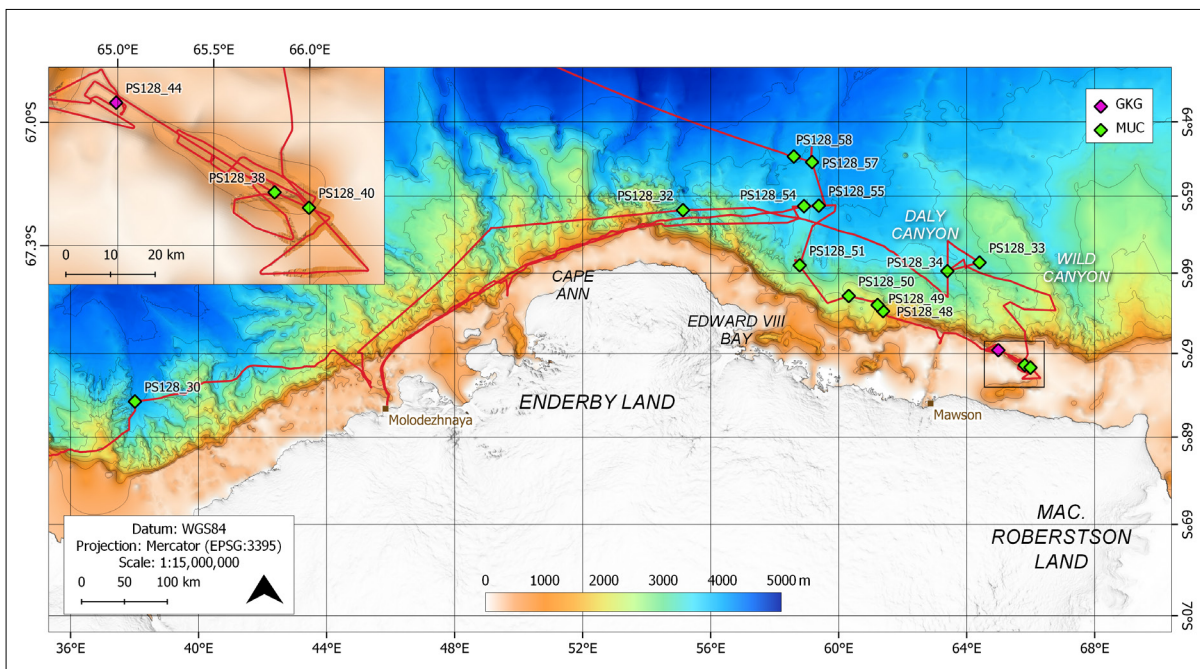 65.0°E 65.5°E 66.0°E
PS128_44
67.0°S
PS128_38
PS128_40
0 10 20 km
67.3°S
GKG
MUC
64°S
PS128_58
PS128_57
PS128_32
PS128_54
PS128_55
65°S
DALY
CANYON
PS128_51
PS128_33
PS128_34
WILD
CANYON
66°S
CAPE
ANN
PS128_50
PS128_49
PS128_48
EDWARD VIII
BAY
67°S
PS128_30
ENDERBY LAND
Molodezhnaya
Mawson
68°S
MAC.
ROBERSTSON
LAND
69°S
Datum: WGS84
Projection: Mercator (EPSG:3395)
Scale: 1:15,000,000
0 50 100 km
0 1000 2000 3000 4000 5000 m
70°S
36°E 40°E 44°E 48°E 52°E 56°E 60°E 64°E 68°E